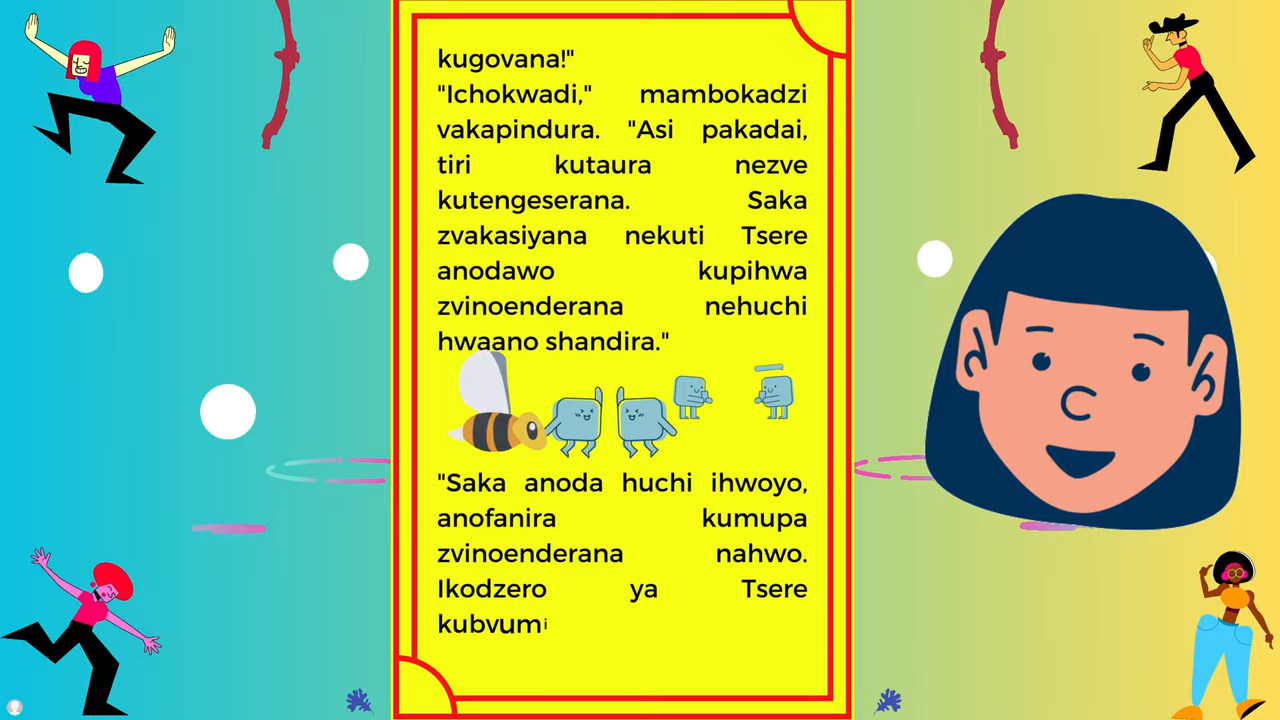 kugovana!"
"Ichokwadi," mambokadzi
vakapindura. "Asi pakadai,
tiri kutaura nezve
kutengeserana. Saka
zvakasiyana nekuti Tsere
anodawo kupihwa
zvinoenderana nehuchi
hwaano shandira."
"Saka anoda huchi ihwoyo,
anofanira kumupa
zvinoenderana nahwo.
Ikodzero ya Tsere
kubvumi